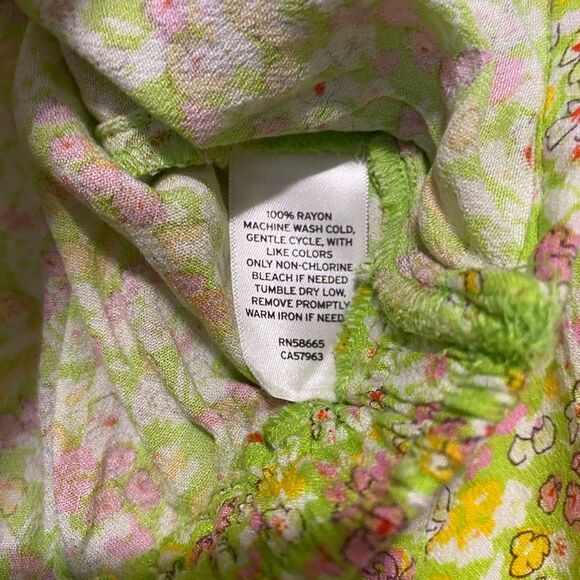 100% RAYON
MACHINE WASH COLD,
GENTLE CYCLE, WITH
LIKE COLORS
ONLY NON-CHLORINE
BLEACH IF NEEDED
TUMBLE DRY LOW,
REMOVE PROMPTLY
WARM IRON IF NEED
RN58665
CA57963